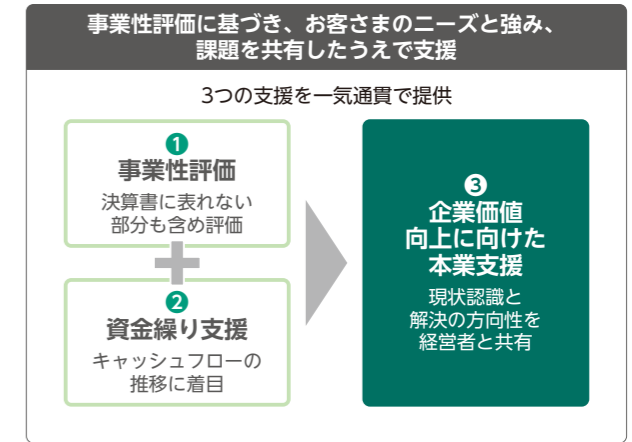 事業性評価に基づき、お客さまのニーズと強み、
課題を共有したうえで支援
3つの支援を一気通貫で提供
❶
事業性評価
決算書に表れない
部分も含め評価
❷
資金繰り支援
キャッシュフローの
推移に着目
❸
企業価値
向上に向けた
本業支援
現状認識と
解決の方向性を
経営者と共有